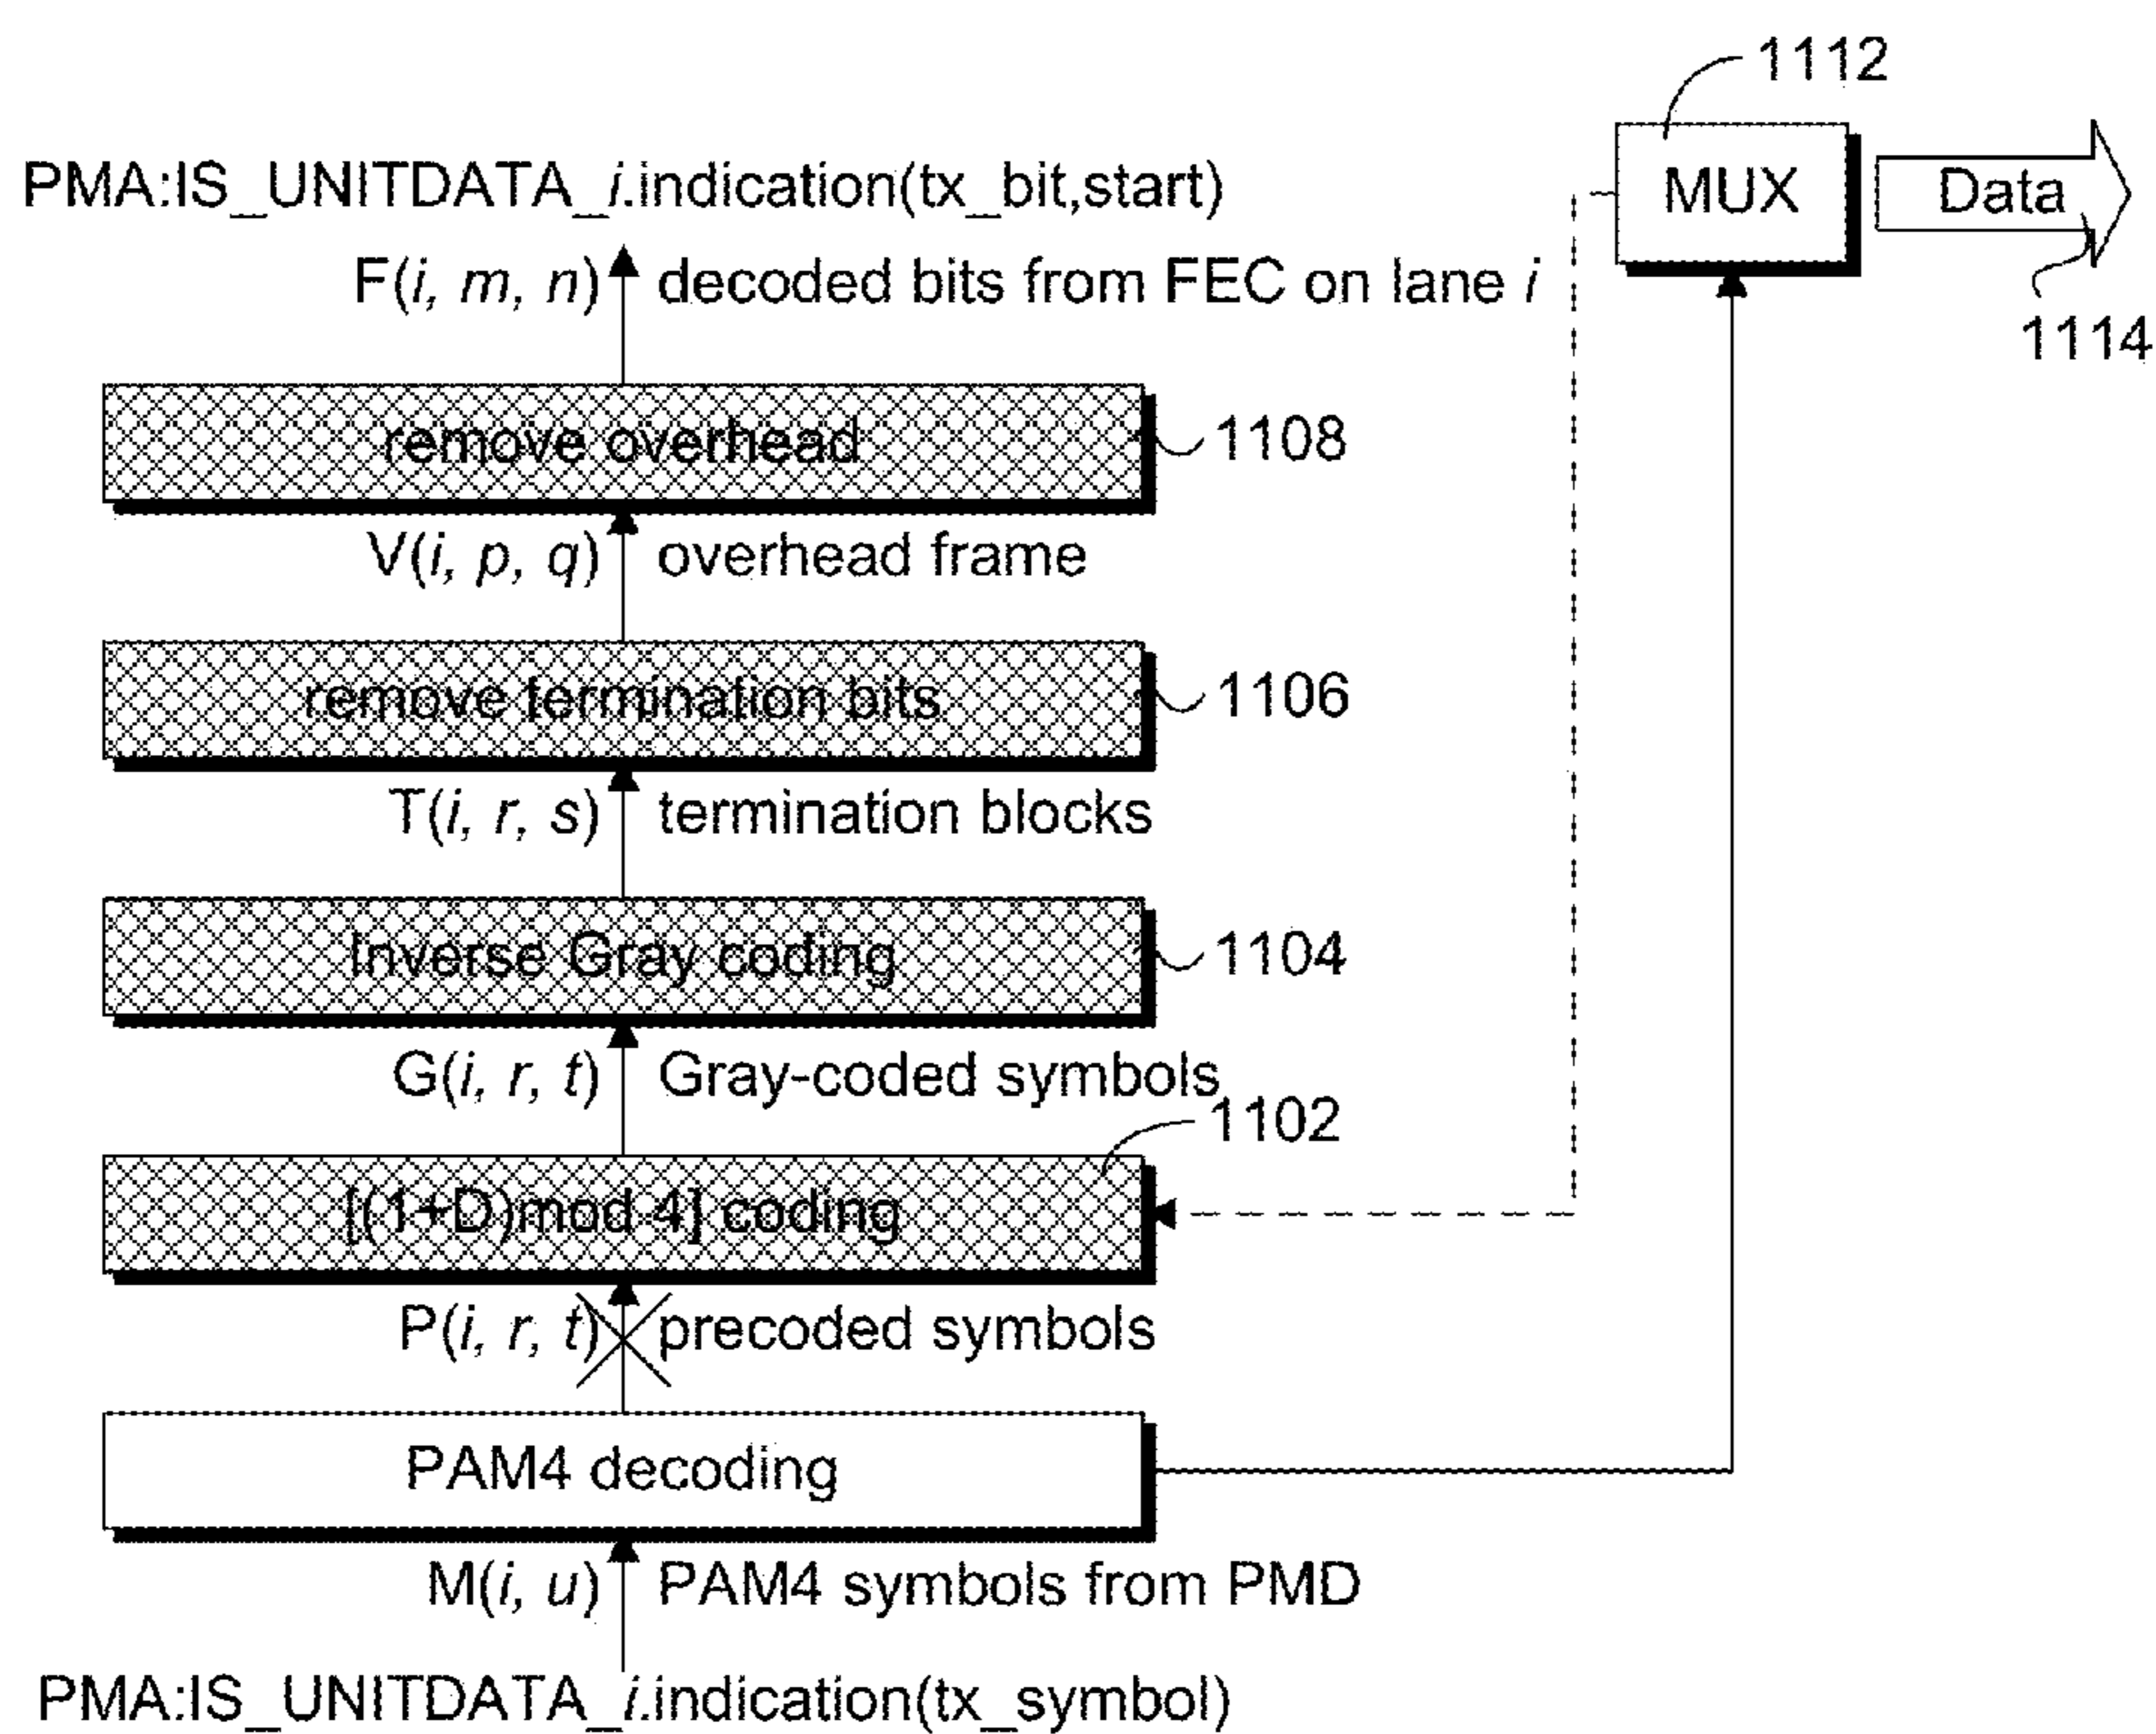 1112
PMA:IS_UNITDATA_i.indication(tx_bit,start)
MUX
Data
F(i, m, n) decoded bits from FEC on lane i
1114
remove overhead
1108
V(i, p, q) overhead frame
remove termination bits
1106
T(i, r, s) termination blocks
Inverse Gray coding
1104
G(i, r, t) Gray-coded symbols
1102
[(1+D)mod 4] coding
P(i, r, t) precoded symbols
PAM4 decoding
M(i, u) PAM4 symbols from PMD
PMA:IS_UNITDATA_i.indication(tx_symbol)